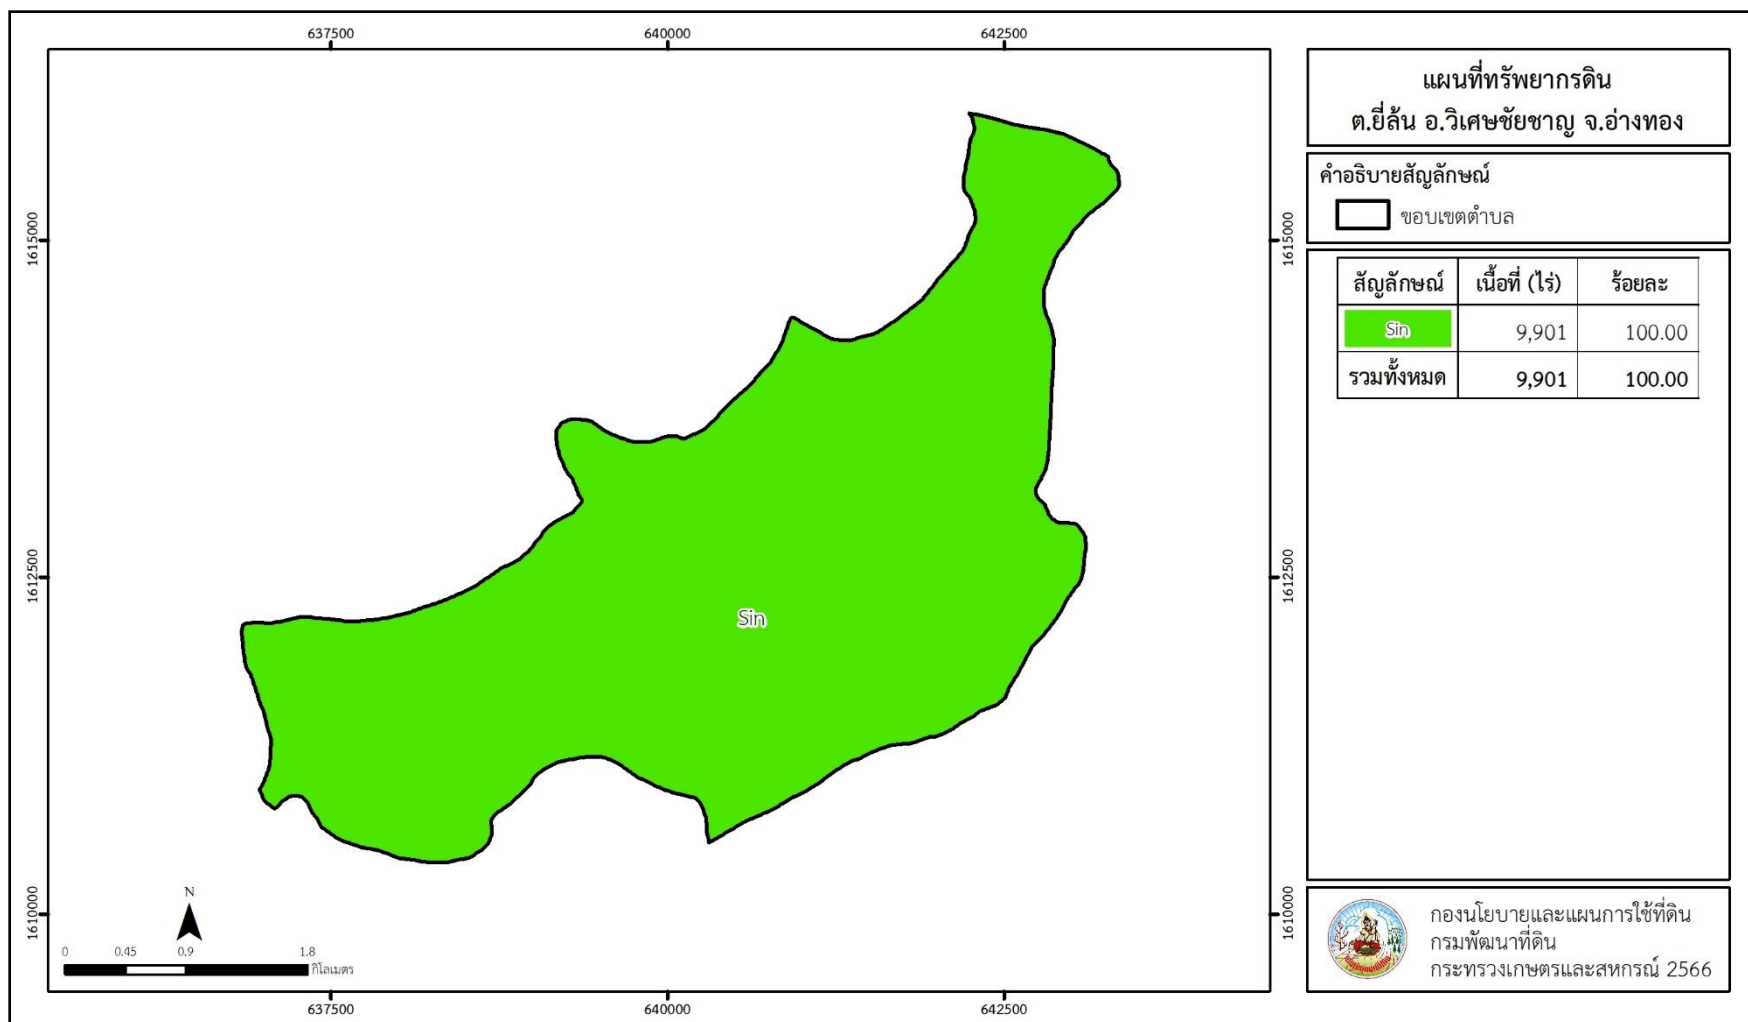 637500
640000
642500
1615000
1612500
1610000
Sin
N
0 0.45 0.9 1.8
กิโลเมตร
637500
640000
642500
1615000
1612500
1610000
แผนที่ทรัพยากรดิน
ต.ยี่ล้น อ.วิเศษชัยชาญ จ.อ่างทอง
คำอธิบายสัญลักษณ์
ขอบเขตตำบล
สัญลักษณ์ เนื้อที่ (ไร่) ร้อยละ
Sin 9,901 100.00
รวมทั้งหมด 9,901 100.00
กองนโยบายและแผนการใช้ที่ดิน
กรมพัฒนาที่ดิน
กระทรวงเกษตรและสหกรณ์ 2566